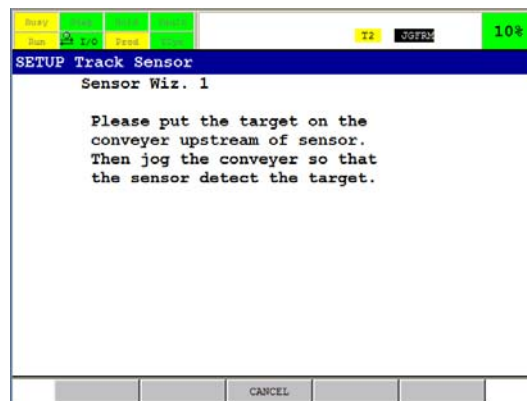 Busy Step Hold Fault
Run I/O Prod TCyc
T2 JGFRM 10%
SETUP Track Sensor
Sensor Wiz. 1
Please put the target on the
conveyer upstream of sensor.
Then jog the conveyer so that
the sensor detect the target.
CANCEL